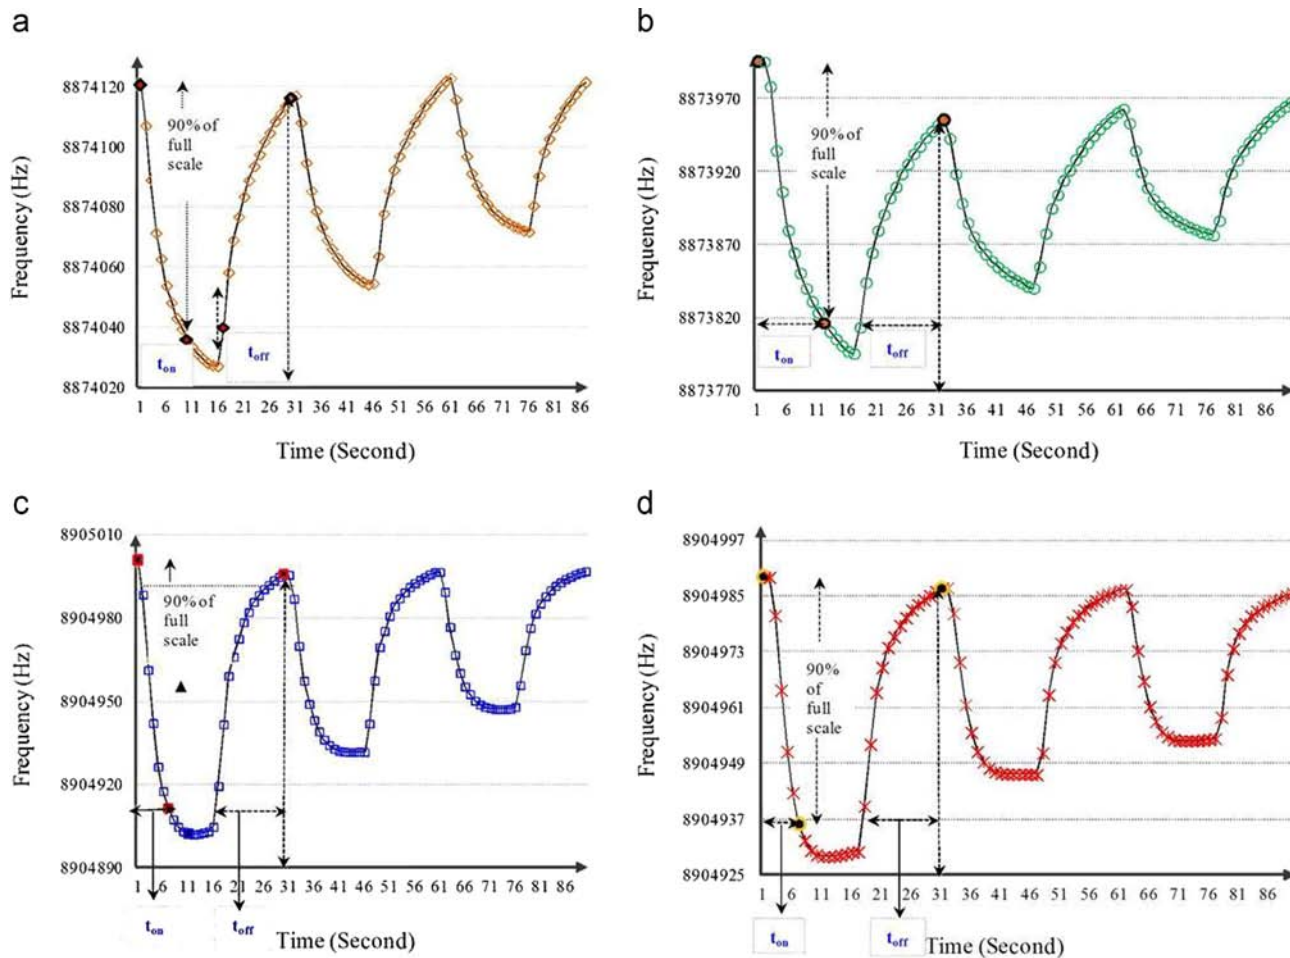 a
8874120
8874100
8874080
8874060
8874040
8874020
Frequency (Hz)
90% of
full
scale
ton
toff
1 6 11 16 21 26 31 36 41 46 51 56 61 66 71 76 81 86
Time (Second)
b
8873970
8873920
8873870
8873820
8873770
Frequency (Hz)
90% of
full
scale
ton
toff
1 6 11 16 21 26 31 36 41 46 51 56 61 66 71 76 81 86
Time (Second)
c
8905010
8904980
8904950
8904920
8904890
Frequency (Hz)
90% of
full
scale
1 6 11 16 21 26 31 36 41 46 51 56 61 66 71 76 81 86
ton
toff
Time (Second)
d
8904997
8904985
8904973
8904961
8904949
8904937
8904925
Frequency (Hz)
90%
of
full
scale
1 6 11 16 21 26 31 36 41 46 51 56 61 66 71 76 81 86
ton
toff
Time (Second)